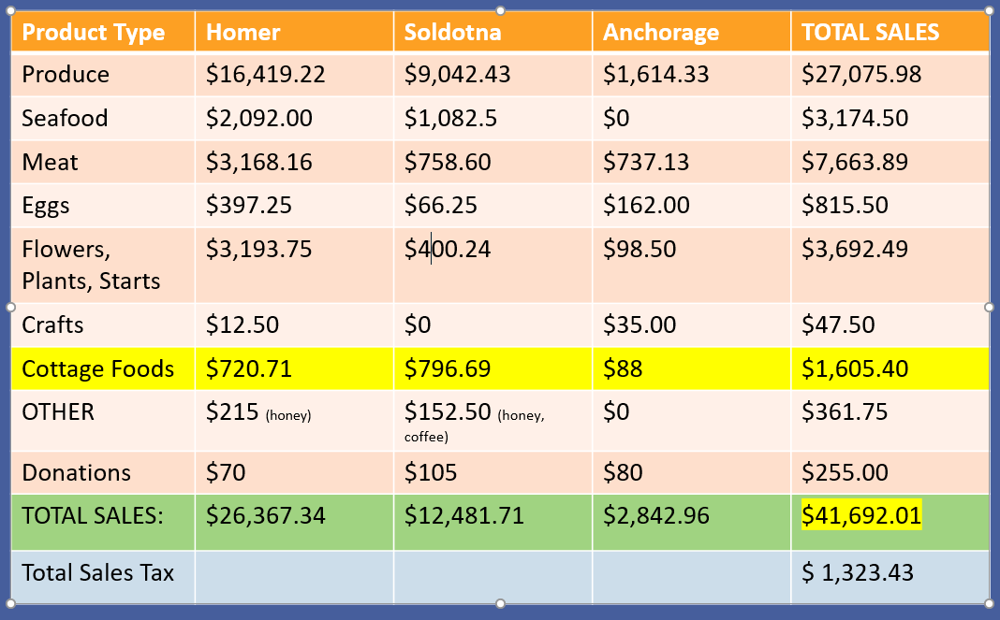 Product Type Homer Soldotna Anchorage TOTAL SALES
Produce $16,419.22 $9,042.43 $1,614.33 $27,075.98
Seafood $2,092.00 $1,082.5 $0 $3,174.50
Meat $3,168.16 $758.60 $737.13 $7,663.89
Eggs $397.25 $66.25 $162.00 $815.50
Flowers, $3,193.75 $400.24 $98.50 $3,692.49
Plants, Starts
Crafts $12.50 $0 $35.00 $47.50
Cottage Foods $720.71 $796.69 $88 $1,605.40
OTHER $215 (honey) $152.50 (honey, $0 $361.75
coffee)
Donations $70 $105 $80 $255.00
TOTAL SALES: $26,367.34 $12,481.71 $2,842.96 $41,692.01
Total Sales Tax $ 1,323.43